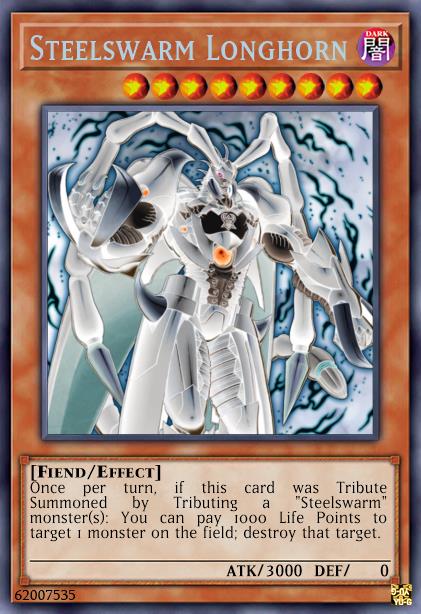 Steelswarm Longhorn
DARK
闇
[Fiend/Effect]
Once per turn, if this card was Tribute
Summoned by Tributing a "Steelswarm"
monster(s): You can pay 1000 Life Points to
target 1 monster on the field; destroy that target.
ATK/3000 DEF/ 0
62007535